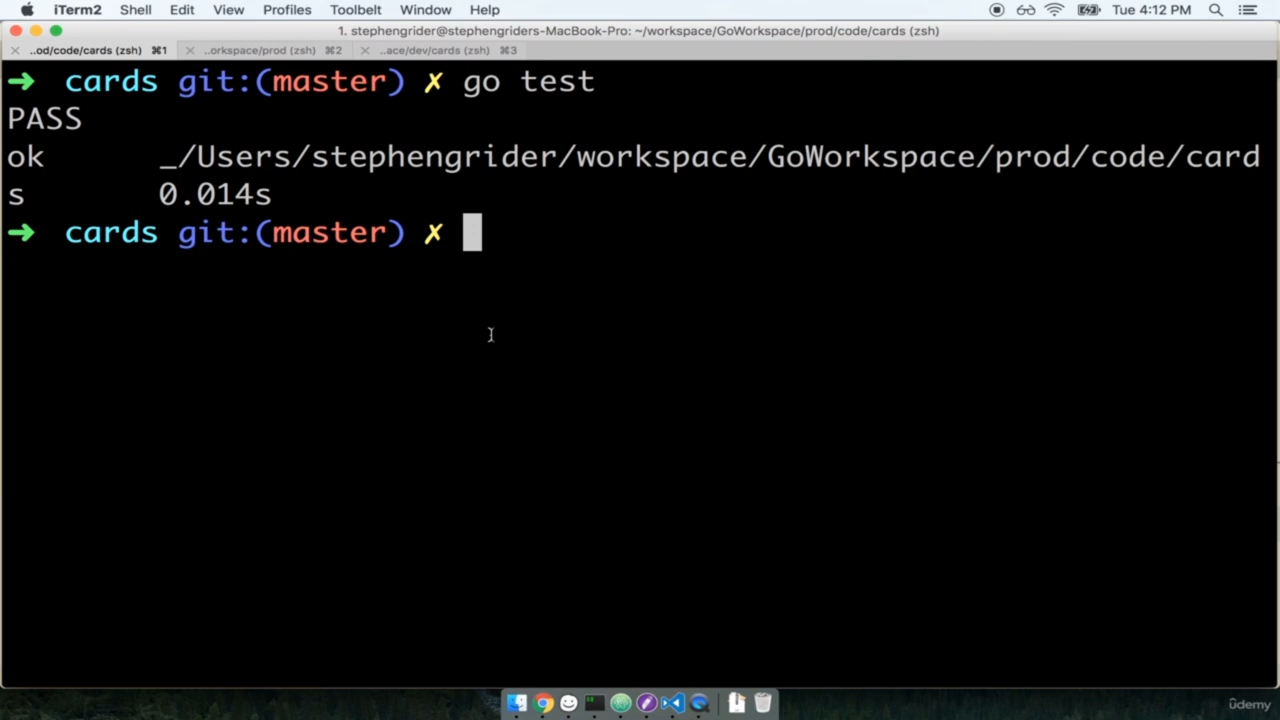 iTerm2 Shell Edit View Profiles Toolbelt Window Help Tue 4:12 PM
1. stephengrider@stephengriders-MacBook-Pro: ~/workspace/GoWorkspace/prod/code/cards (zsh)
..od/code/cards (zsh) ⌘1 ..orkspace/prod (zsh) ⌘2 ..ace/dev/cards (zsh) ⌘3
➜ cards git:(master) ✗ go test
PASS
ok _/Users/stephengrider/workspace/GoWorkspace/prod/code/card
s 0.014s
➜ cards git:(master) ✗
ûdemy